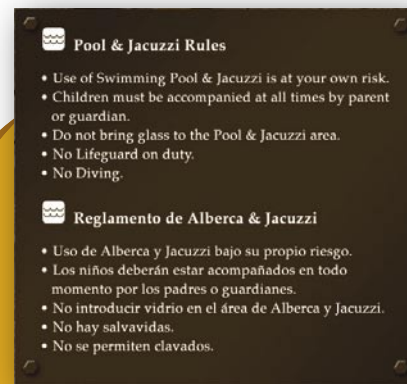 Pool & Jacuzzi Rules
• Use of Swimming Pool & Jacuzzi is at your own risk.
• Children must be accompanied at all times by parent
or guardian.
• Do not bring glass to the Pool & Jacuzzi area.
• No Lifeguard on duty.
• No Diving.
Reglamento de Alberca & Jacuzzi
• Uso de Alberca y Jacuzzi bajo su propio riesgo.
• Los niños deberán estar acompañados en todo
momento por los padres o guardianes.
• No introducir vidrio en el área de Alberca y Jacuzzi.
• No hay salvavidas.
• No se permiten clavados.